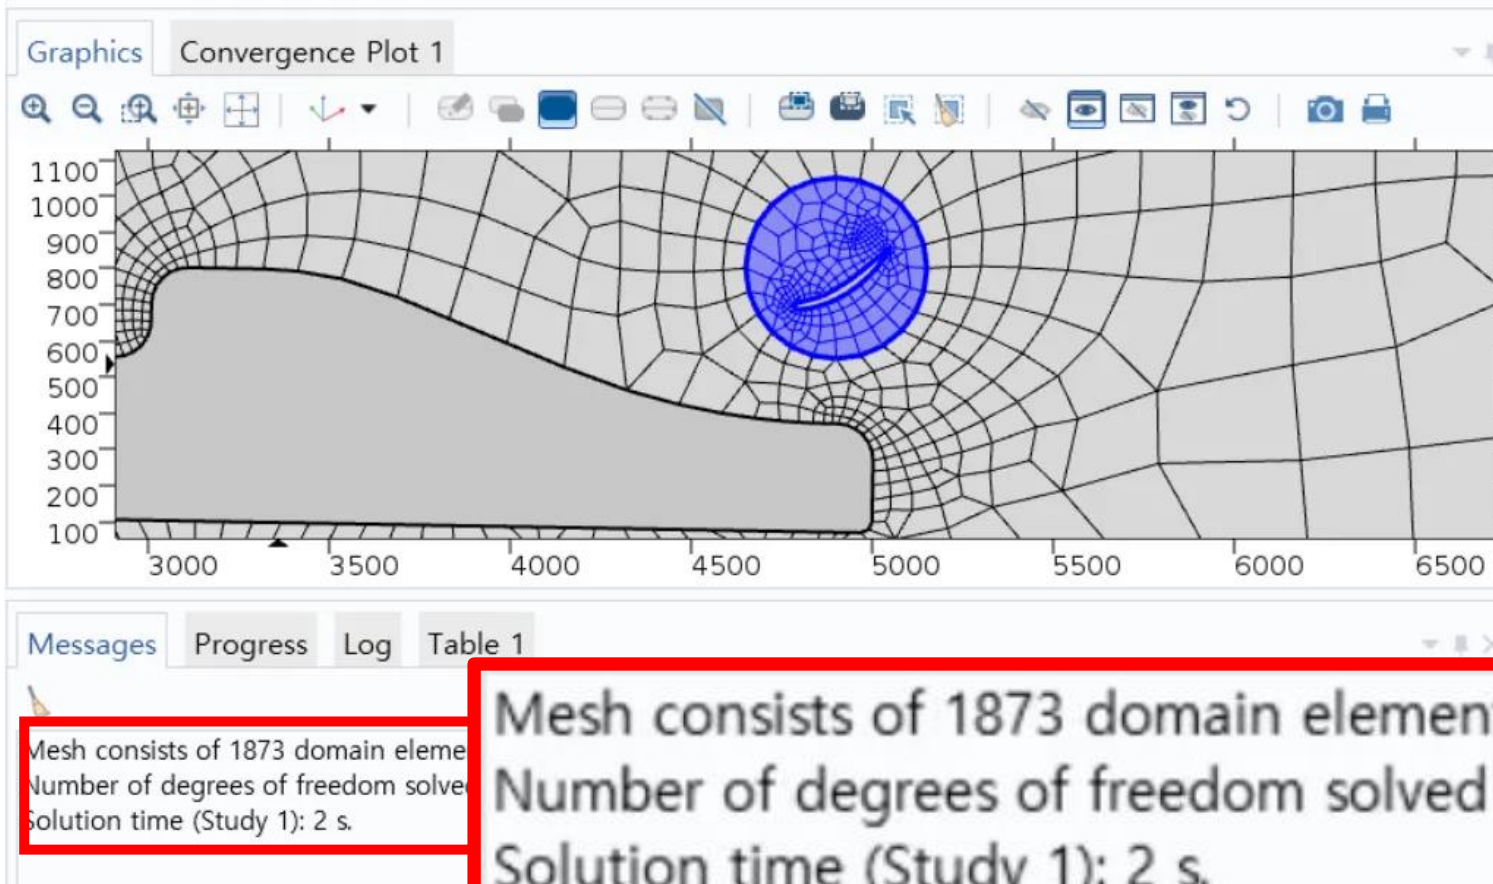 Graphics Convergence Plot 1
1100
1000
900
800
700
600
500
400
300
200
100
3000 3500 4000 4500 5000 5500 6000 6500
Messages Progress Log Table 1
Mesh consists of 1873 domain eleme
Number of degrees of freedom solve
Solution time (Study 1): 2 s.
Mesh consists of 1873 domain elemen
Number of degrees of freedom solved
Solution time (Study 1): 2 s.